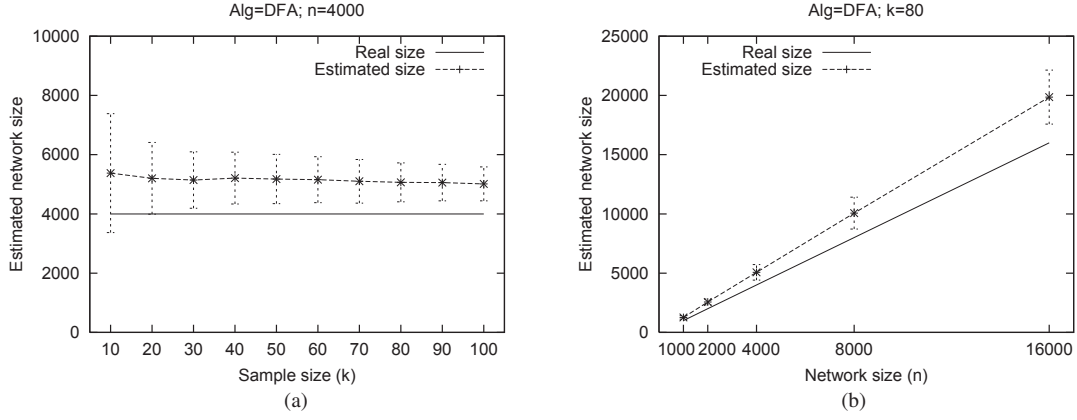 Alg=DFA; n=4000
10000
8000
6000
4000
2000
0
Estimated network size
Real size
Estimated size
10 20 30 40 50 60 70 80 90 100
Sample size (k)
(a)
Alg=DFA; k=80
25000
20000
15000
10000
5000
0
Estimated network size
Real size
Estimated size
1000 2000 4000 8000 16000
Network size (n)
(b)